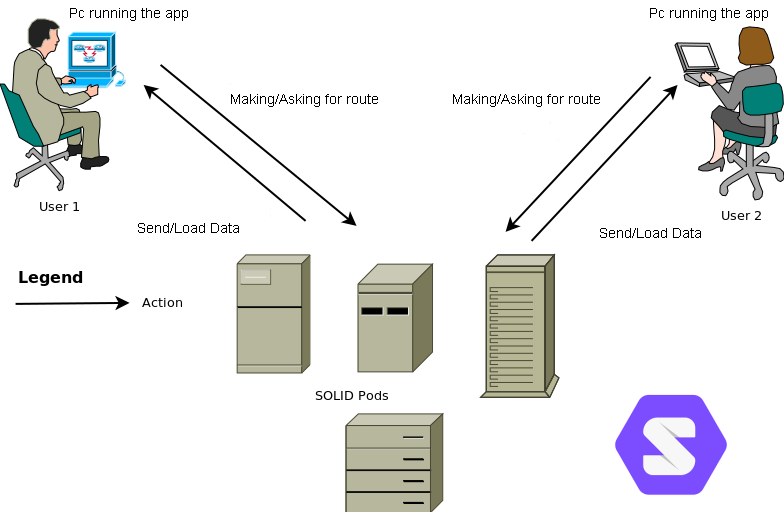 Pc running the app
Pc running the app
Making/Asking for route
Making/Asking for route
User 1
User 2
Send/Load Data
Send/Load Data
Legend
Action
SOLID Pods
S